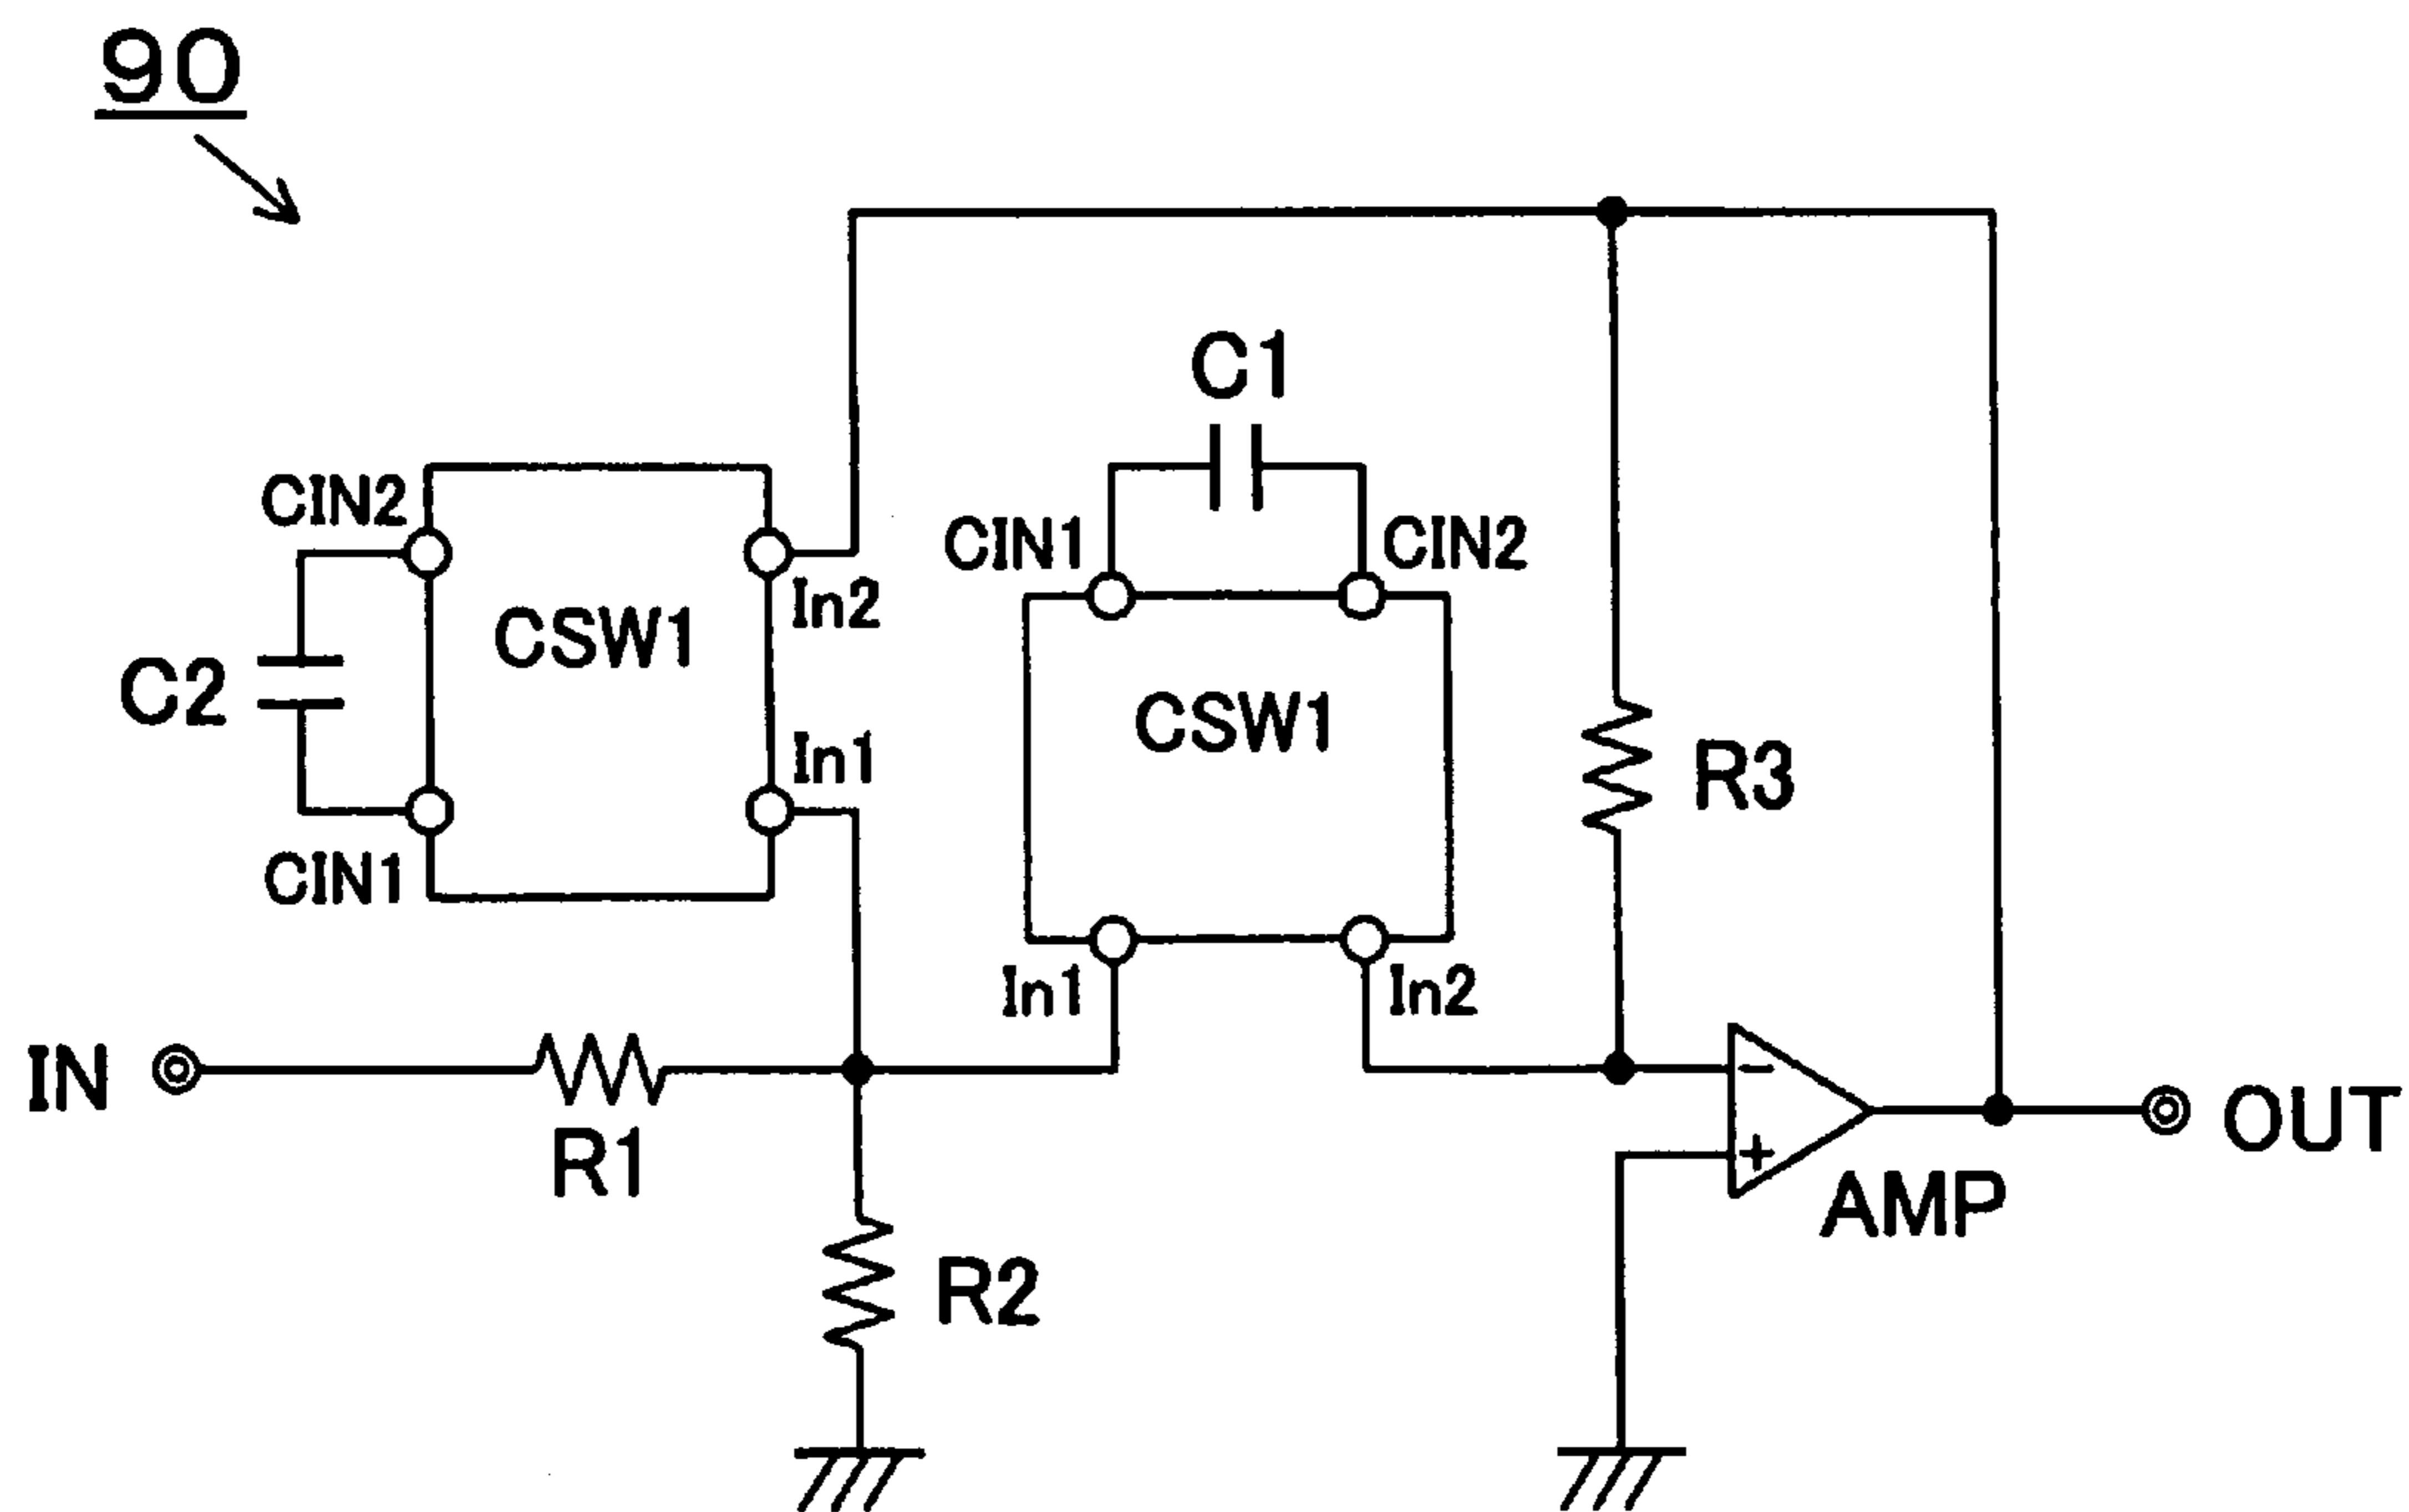 90
C1
CIN2
CIN1
CIN2
In2
CSW1
C2
CSW1
In1
R3
CIN1
In1
In2
IN
R1
-
+
OUT
AMP
R2